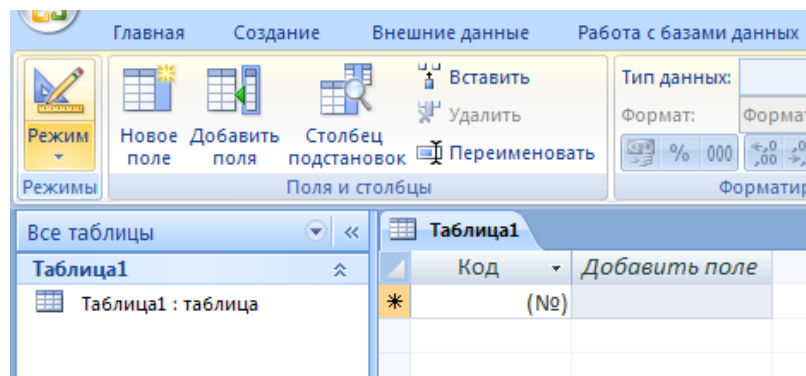 Главная Создание Внешние данные Работа с базами данных
Режим
Новое поле
Добавить поля
Столбец подстановок
Вставить
Удалить
Переименовать
Тип данных:
Формат:
% 000 ,00
Режимы Поля и столбцы
Все таблицы «
Таблица1
Таблица1 : таблица
Таблица1
Код Добавить поле
(№)